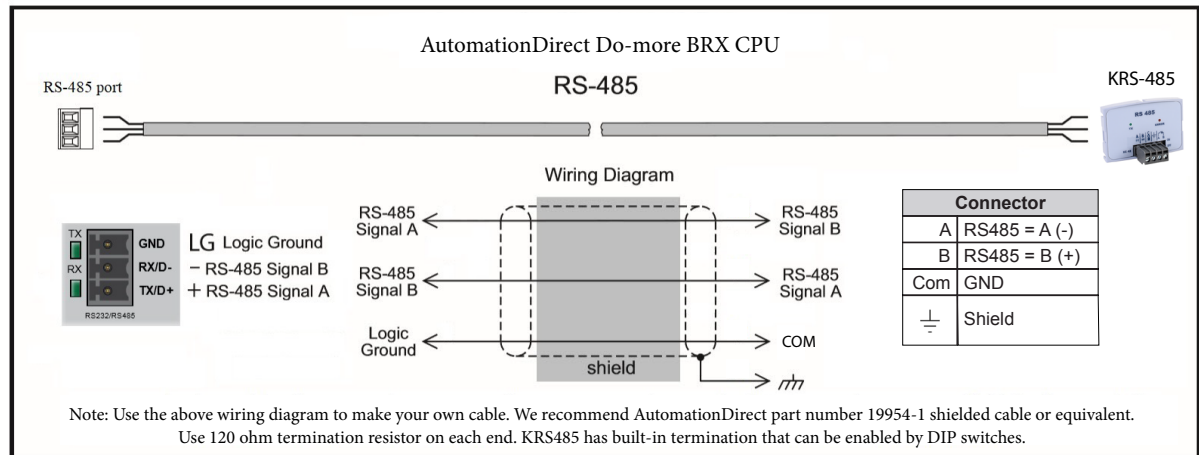 AutomationDirect Do-more BRX CPU
RS-485
RS-485 port
KRS-485
RS 485
Wiring Diagram
TX
RX
GND
RX/D-
TX/D+
RS232/RS485
LG Logic Ground
– RS-485 Signal B
+ RS-485 Signal A
RS-485
Signal A
RS-485
Signal B
Logic
Ground
shield
RS-485
Signal B
RS-485
Signal A
COM
Connector
A RS485 = A (-)
B RS485 = B (+)
Com GND
Shield
Note: Use the above wiring diagram to make your own cable. We recommend AutomationDirect part number 19954-1 shielded cable or equivalent.
Use 120 ohm termination resistor on each end. KRS485 has built-in termination that can be enabled by DIP switches.